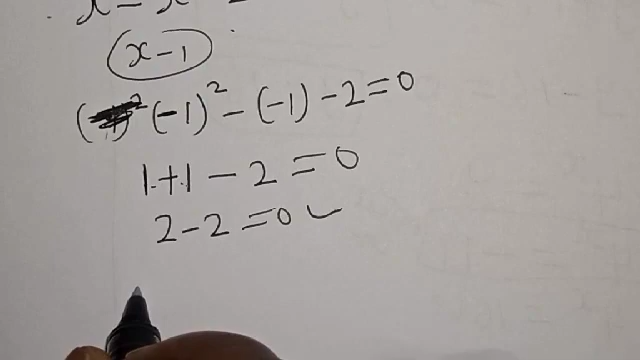 (x-1)
(-1)² - (-1) - 2 = 0
1+1 - 2 = 0
2 - 2 = 0 ✓